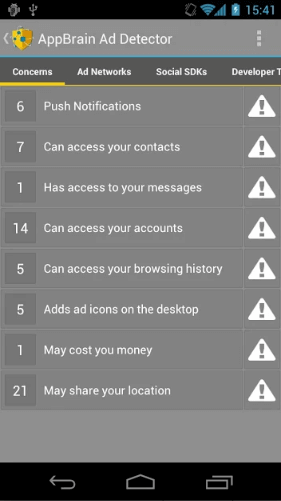 15:41
AppBrain Ad Detector
Concerns
Ad Networks
Social SDKs
Developer T
6 Push Notifications
7 Can access your contacts
1 Has access to your messages
14 Can access your accounts
5 Can access your browsing history
5 Adds ad icons on the desktop
1 May cost you money
21 May share your location